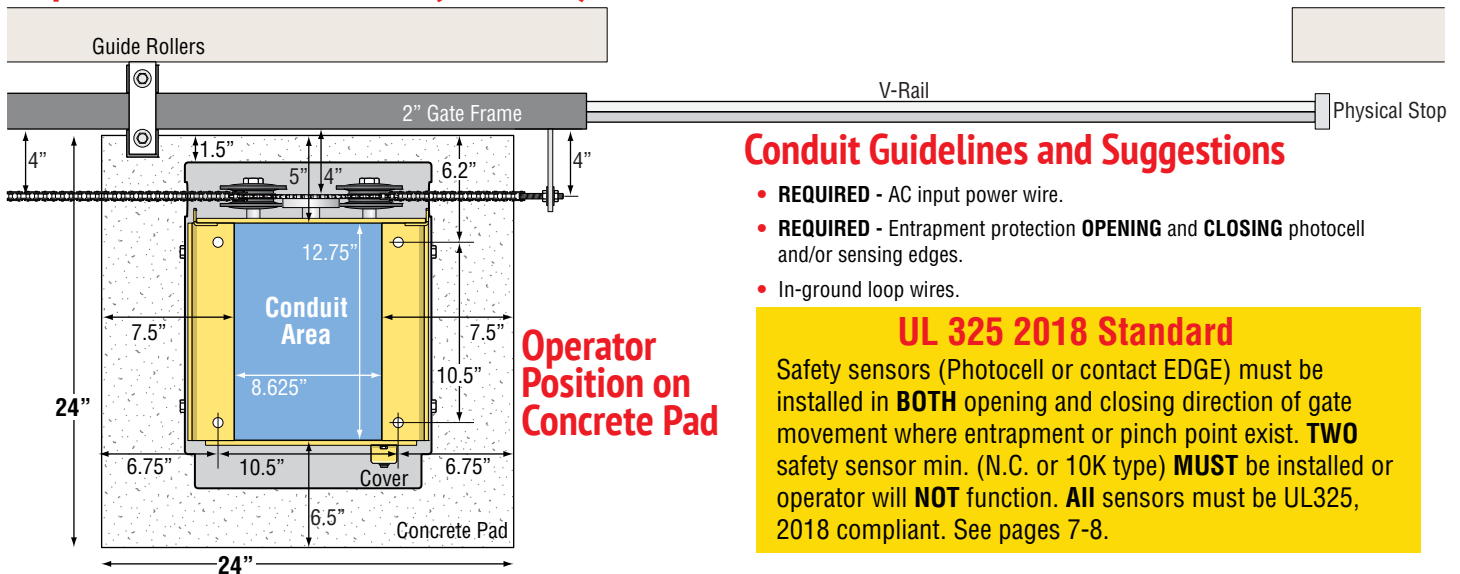 Guide Rollers
V-Rail
2” Gate Frame
Physical Stop
4”
1.5”
5”
4”
6.2”
4”
Conduit Guidelines and Suggestions
• REQUIRED - AC input power wire.
• REQUIRED - Entrapment protection OPENING and CLOSING photocell
and/or sensing edges.
• In-ground loop wires.
12.75”
Conduit
Area
7.5”
7.5”
8.625”
10.5”
24”
Operator
Position on
Concrete Pad
UL 325 2018 Standard
Safety sensors (Photocell or contact EDGE) must be
installed in BOTH opening and closing direction of gate
movement where entrapment or pinch point exist. TWO
safety sensor min. (N.C. or 10K type) MUST be installed or
operator will NOT function. All sensors must be UL325,
2018 compliant. See pages 7-8.
6.75”
10.5”
6.75”
Cover
6.5”
Concrete Pad
24”